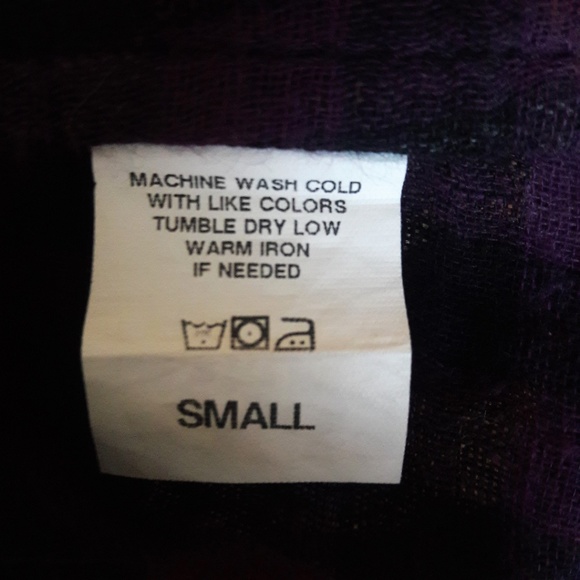 MACHINE WASH COLD
WITH LIKE COLORS
TUMBLE DRY LOW
WARM IRON
IF NEEDED
SMALL